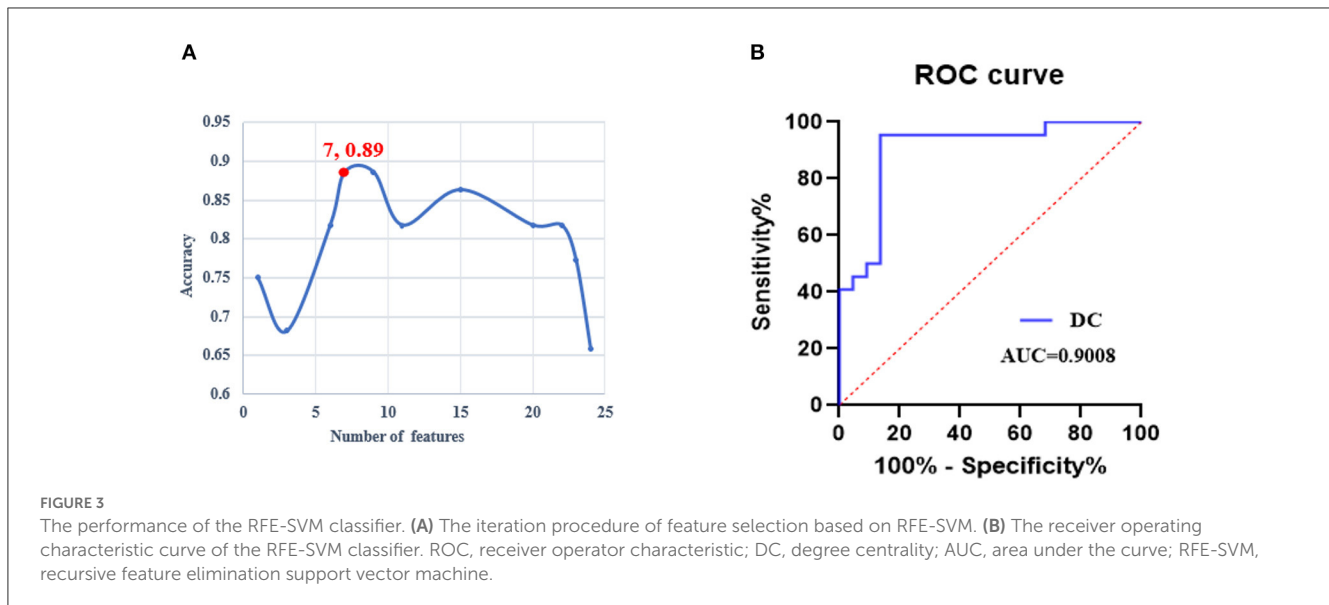 A
0.95
0.9
0.85
0.8
0.75
0.7
0.65
0.6
Accuracy
7, 0.89
0 5 10 15 20 25
Number of features
B
ROC curve
100
80
60
40
20
0
Sensitivity%
DC
AUC=0.9008
0 20 40 60 80 100
100% - Specificity%
FIGURE 3
The performance of the RFE-SVM classifier. (A) The iteration procedure of feature selection based on RFE-SVM. (B) The receiver operating
characteristic curve of the RFE-SVM classifier. ROC, receiver operator characteristic; DC, degree centrality; AUC, area under the curve; RFE-SVM,
recursive feature elimination support vector machine.